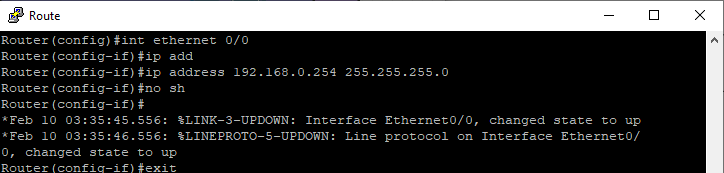 Route
Router(config)#int ethernet 0/0
Router(config-if)#ip add
Router(config-if)#ip address 192.168.0.254 255.255.255.0
Router(config-if)#no sh
Router(config-if)#
*Feb 10 03:35:45.556: %LINK-3-UPDOWN: Interface Ethernet0/0, changed state to up
*Feb 10 03:35:46.556: %LINEPROTO-5-UPDOWN: Line protocol on Interface Ethernet0/
0, changed state to up
Router(config-if)#exit